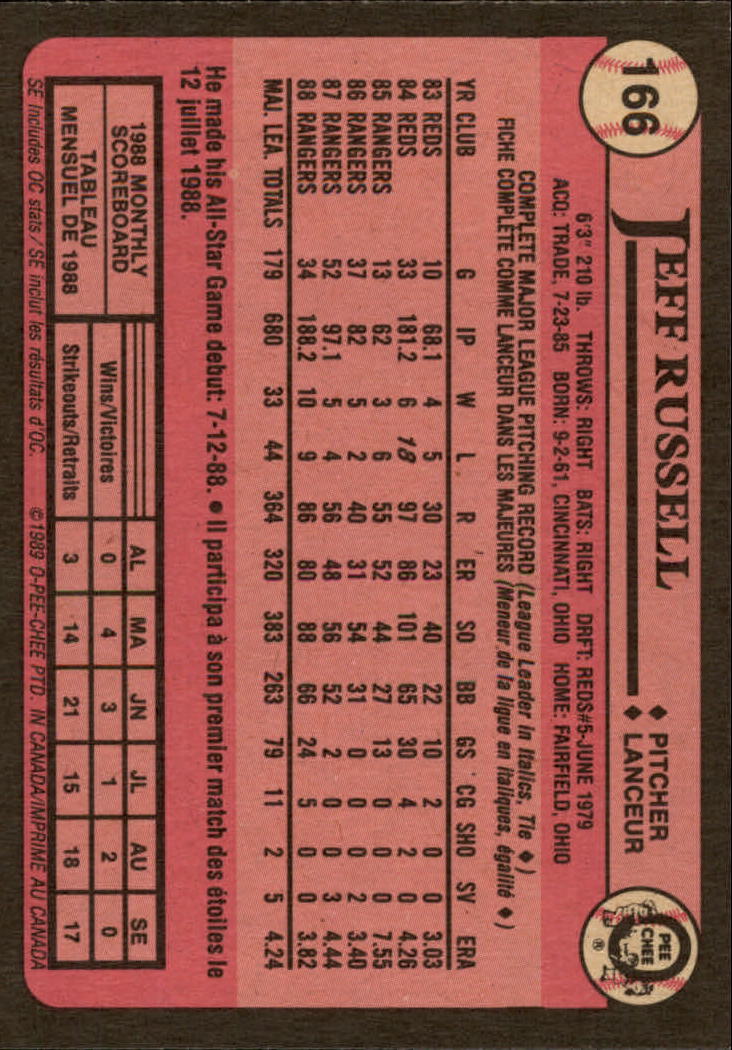 166
JEFF RUSSELL
♦ PITCHER
♦ LANCEUR
O PEE CHEE ®
6'3" 210 lb. THROWS: RIGHT BATS: RIGHT DRFT: REDS#5-JUNE 1979
ACQ: TRADE, 7-23-85 BORN: 9-2-61, CINCINNATI, OHIO HOME: FAIRFIELD, OHIO
COMPLETE MAJOR LEAGUE PITCHING RECORD (League Leader in Italics, Tie ♦)
FICHE COMPLÈTE COMME LANCEUR DANS LES MAJEURES (Meneur de la ligue en italiques, égalité ♦)
YR CLUB G IP W L R ER SO BB GS CG SHO SV ERA
83 REDS 10 68.1 4 5 30 23 40 22 10 2 0 0 3.03
84 REDS 33 181.2 6 18 97 86 101 65 30 4 2 0 4.26
85 RANGERS 13 62 3 6 55 52 44 27 13 0 0 0 7.55
86 RANGERS 37 82 5 2 40 31 54 31 0 0 0 2 3.40
87 RANGERS 52 97.1 5 4 56 48 56 52 2 0 0 3 4.44
88 RANGERS 34 188.2 10 9 86 80 88 66 24 5 0 0 3.82
MAJ. LEA. TOTALS 179 680 33 44 364 320 383 263 79 11 2 5 4.24
He made his All-Star Game debut: 7-12-88. ● Il participa à son premier match des étoiles le
12 juillet 1988.
1988 MONTHLY
SCOREBOARD
TABLEAU
MENSUEL DE 1988
AL MA JN JL AU SE
Wins/Victoires 0 4 3 1 2 0
Strikeouts/Retraits 3 14 21 15 18 17
SE Includes OC stats / SE inclut les résultats d'OC. ©1989 O-PEE-CHEE PTD. IN CANADA/IMPRIMÉ AU CANADA